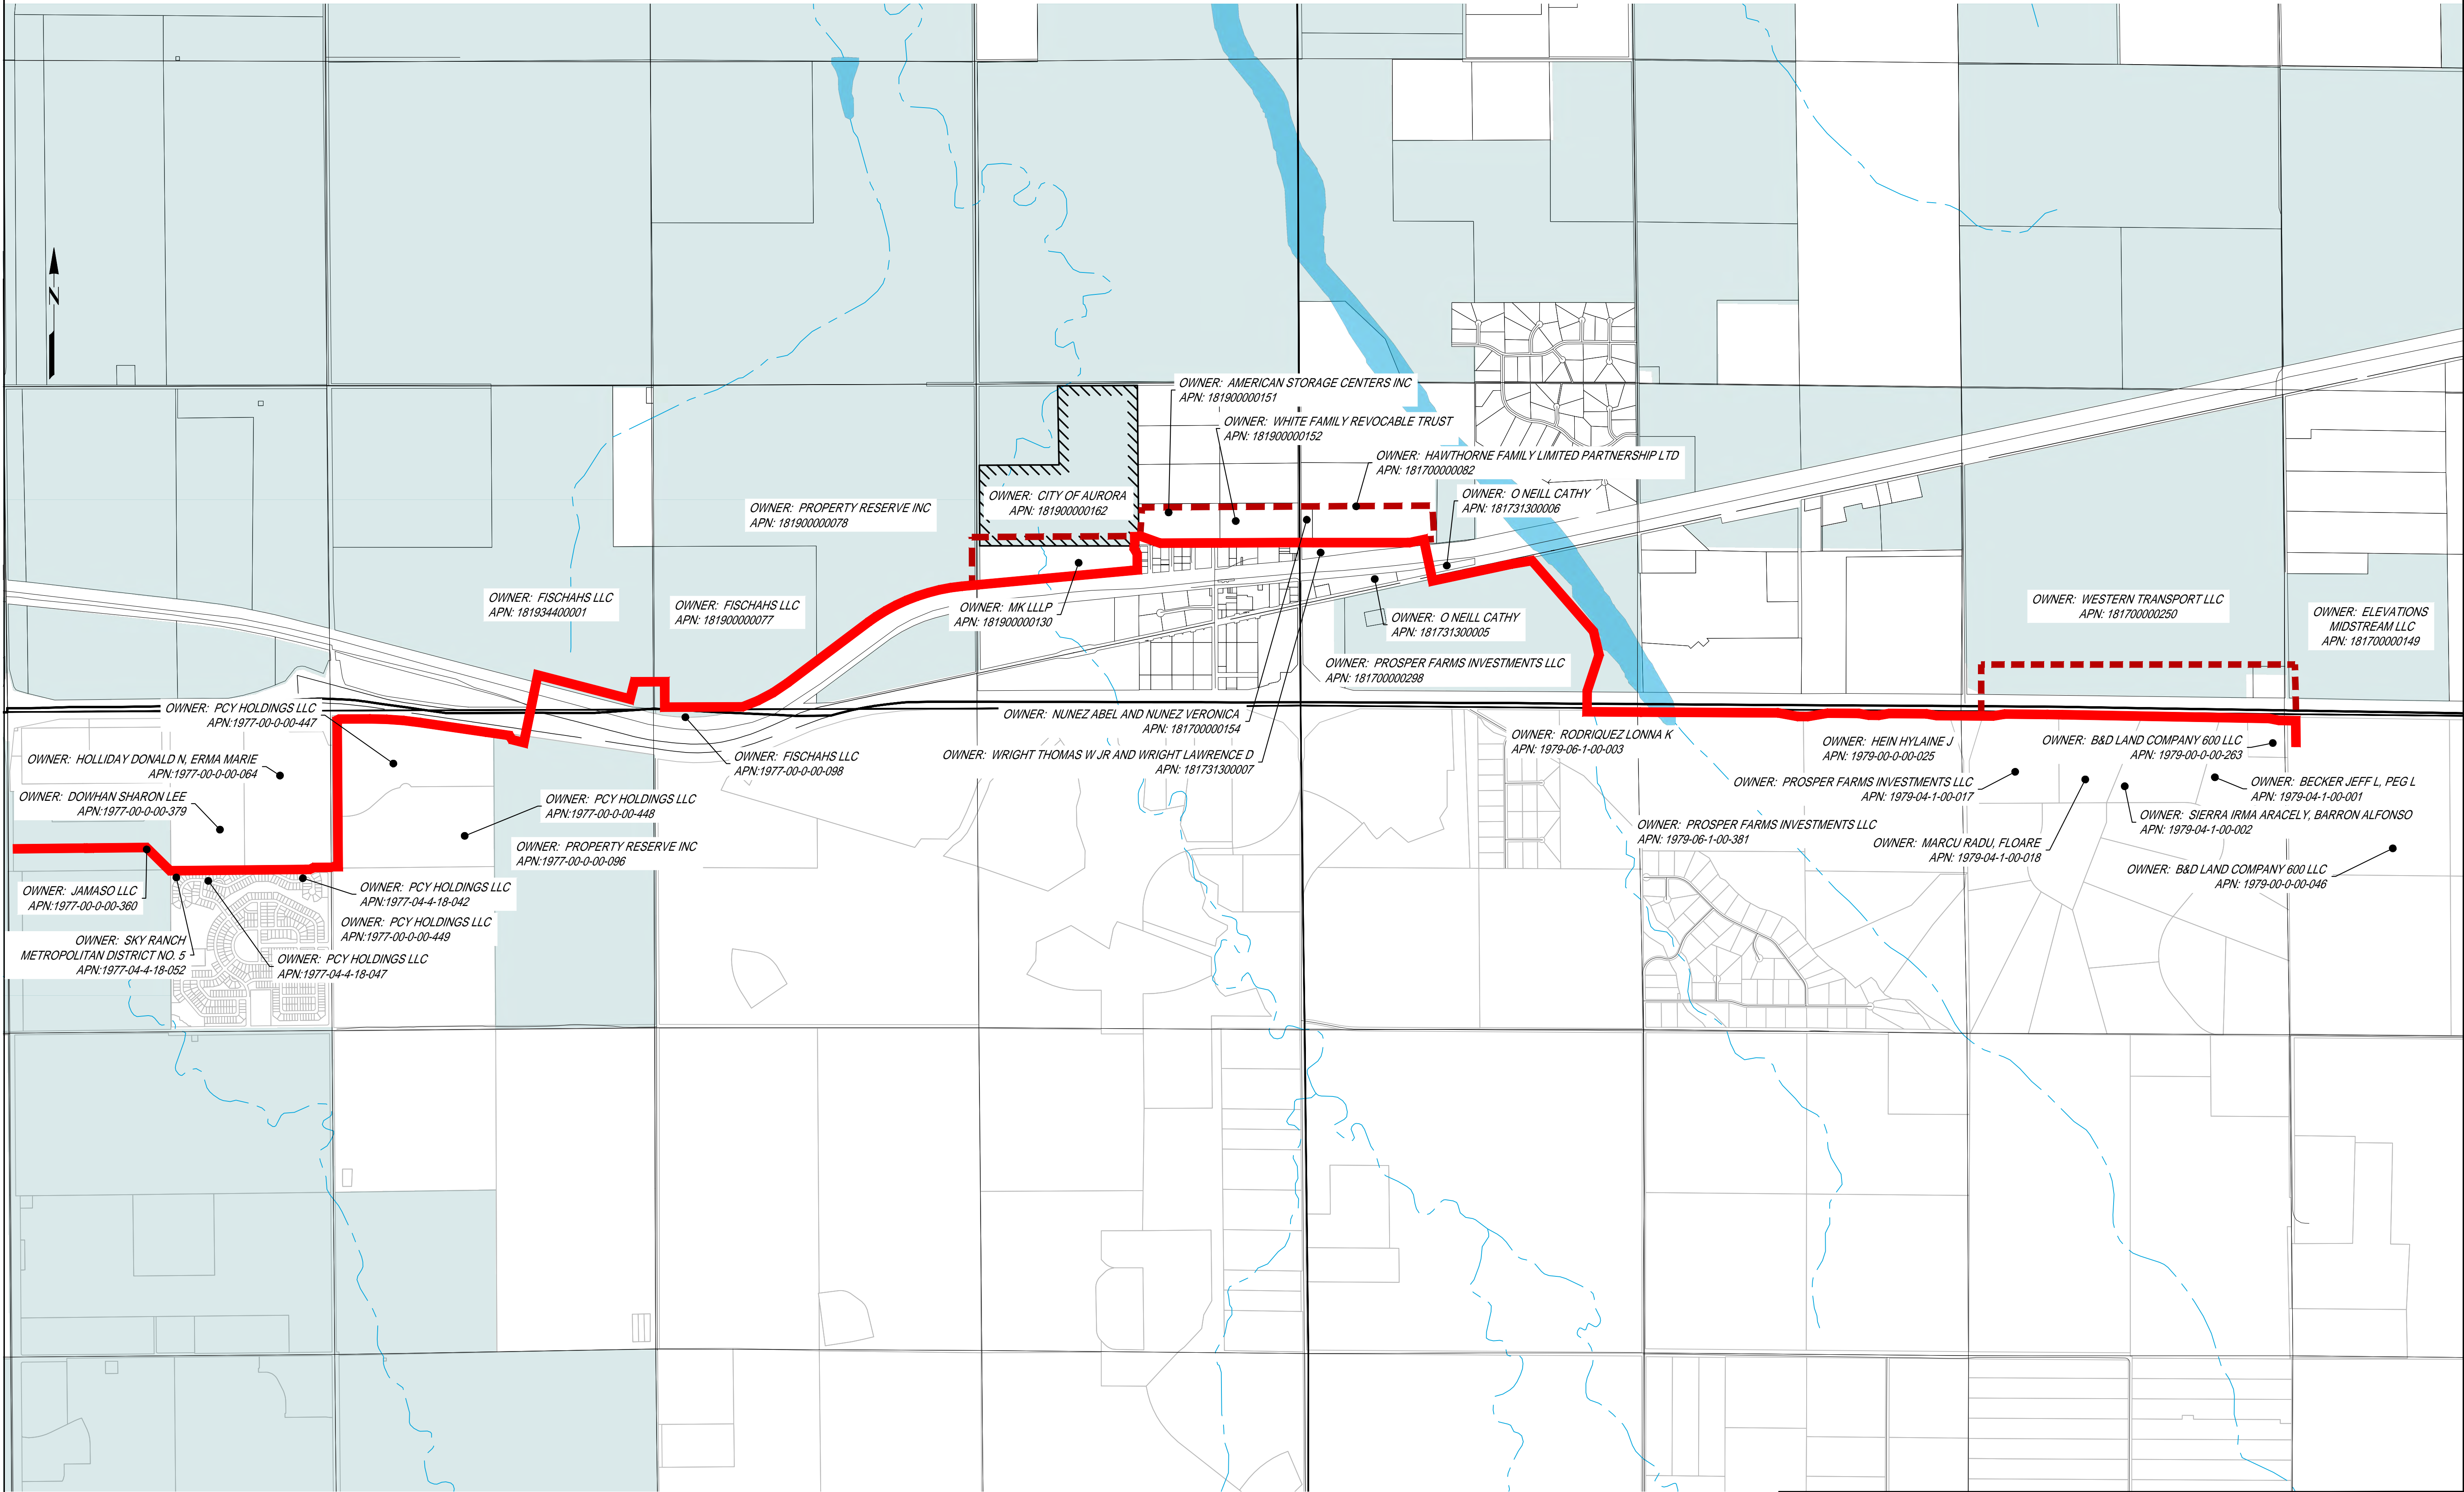 N
OWNER: AMERICAN STORAGE CENTERS INC
APN: 181900000151
OWNER: WHITE FAMILY REVOCABLE TRUST
APN: 181900000152
OWNER: HAWTHORNE FAMILY LIMITED PARTNERSHIP LTD
APN: 181700000082
OWNER: CITY OF AURORA
APN: 181900000162
OWNER: O NEILL CATHY
APN: 181731300006
OWNER: PROPERTY RESERVE INC
APN: 181900000078
OWNER: FISCHAHS LLC
APN: 181934400001
OWNER: FISCHAHS LLC
APN: 181900000077
OWNER: MK LLLP
APN: 181900000130
OWNER: O NEILL CATHY
APN: 181731300005
OWNER: WESTERN TRANSPORT LLC
APN: 181700000250
OWNER: ELEVATIONS
MIDSTREAM LLC
APN: 181700000149
OWNER: PROSPER FARMS INVESTMENTS LLC
APN: 181700000298
OWNER: PCY HOLDINGS LLC
APN:1977-00-0-00-447
OWNER: NUNEZ ABEL AND NUNEZ VERONICA
APN: 181700000154
OWNER: HOLLIDAY DONALD N, ERMA MARIE
APN:1977-00-0-00-064
OWNER: FISCHAHS LLC
APN:1977-00-0-00-098
OWNER: WRIGHT THOMAS W JR AND WRIGHT LAWRENCE D
APN: 181731300007
OWNER: RODRIQUEZ LONNA K
APN: 1979-06-1-00-003
OWNER: HEIN HYLAINE J
APN: 1979-00-0-00-025
OWNER: B&D LAND COMPANY 600 LLC
APN: 1979-00-0-00-263
OWNER: DOWHAN SHARON LEE
APN:1977-00-0-00-379
OWNER: PCY HOLDINGS LLC
APN:1977-00-0-00-448
OWNER: PROSPER FARMS INVESTMENTS LLC
APN: 1979-04-1-00-017
OWNER: BECKER JEFF L, PEG L
APN: 1979-04-1-00-001
OWNER: PROPERTY RESERVE INC
APN:1977-00-0-00-096
OWNER: PROSPER FARMS INVESTMENTS LLC
APN: 1979-06-1-00-381
OWNER: SIERRA IRMA ARACELY, BARRON ALFONSO
APN: 1979-04-1-00-002
OWNER: MARCU RADU, FLOARE
APN: 1979-04-1-00-018
OWNER: JAMASO LLC
APN:1977-00-0-00-360
OWNER: PCY HOLDINGS LLC
APN:1977-04-4-18-042
OWNER: B&D LAND COMPANY 600 LLC
APN: 1979-00-0-00-046
OWNER: PCY HOLDINGS LLC
APN:1977-00-0-00-449
OWNER: SKY RANCH
METROPOLITAN DISTRICT NO. 5
APN:1977-04-4-18-052
OWNER: PCY HOLDINGS LLC
APN:1977-04-4-18-047